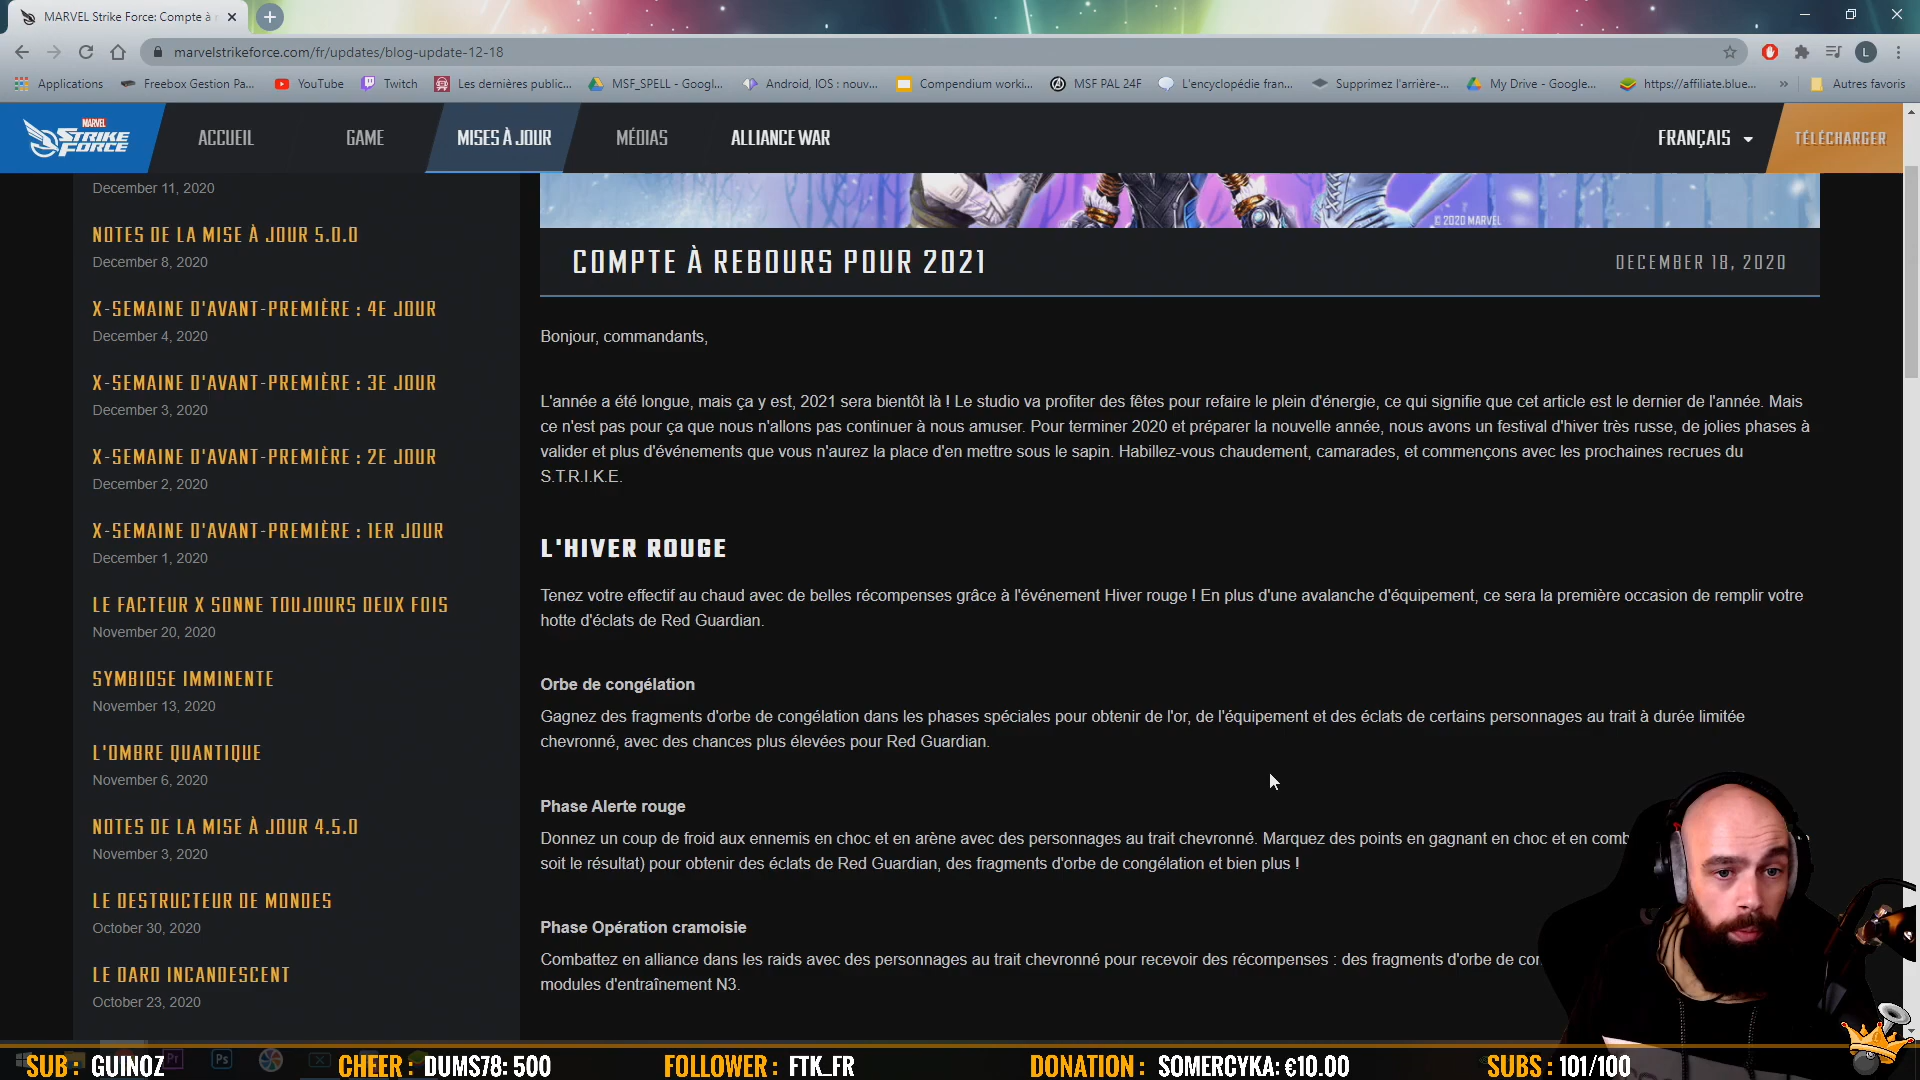 MARVEL Strike Force: Compte à
marvelstrikeforce.com/fr/updates/blog-update-12-18
L
Applications
Freebox Gestion Pa...
YouTube
Twitch
Les dernières public...
MSF_SPELL - Googl...
Android, IOS : nouv...
Compendium worki...
MSF PAL 24F
L'encyclopédie fran...
Supprimez l'arrière-...
My Drive - Google...
https://affiliate.blue...
»
Autres favoris
MARVEL
STRIKE
FORCE
ACCUEIL
GAME
MISES À JOUR
MÉDIAS
ALLIANCE WAR
FRANÇAIS
TÉLÉCHARGER
December 11, 2020
NOTES DE LA MISE À JOUR 5.0.0
December 8, 2020
X-SEMAINE D'AVANT-PREMIÈRE : 4E JOUR
December 4, 2020
X-SEMAINE D'AVANT-PREMIÈRE : 3E JOUR
December 3, 2020
X-SEMAINE D'AVANT-PREMIÈRE : 2E JOUR
December 2, 2020
X-SEMAINE D'AVANT-PREMIÈRE : 1ER JOUR
December 1, 2020
LE FACTEUR X SONNE TOUJOURS DEUX FOIS
November 20, 2020
SYMBIOSE IMMINENTE
November 13, 2020
L'OMBRE QUANTIQUE
November 6, 2020
NOTES DE LA MISE À JOUR 4.5.0
November 3, 2020
LE DESTRUCTEUR DE MONDES
October 30, 2020
LE DARD INCANDESCENT
October 23, 2020
© 2020 MARVEL
COMPTE À REBOURS POUR 2021
DECEMBER 18, 2020
Bonjour, commandants,
L'année a été longue, mais ça y est, 2021 sera bientôt là ! Le studio va profiter des fêtes pour refaire le plein d'énergie, ce qui signifie que cet article est le dernier de l'année. Mais
ce n'est pas pour ça que nous n'allons pas continuer à nous amuser. Pour terminer 2020 et préparer la nouvelle année, nous avons un festival d'hiver très russe, de jolies phases à
valider et plus d'événements que vous n'aurez la place d'en mettre sous le sapin. Habillez-vous chaudement, camarades, et commençons avec les prochaines recrues du
S.T.R.I.K.E.
L'HIVER ROUGE
Tenez votre effectif au chaud avec de belles récompenses grâce à l'événement Hiver rouge ! En plus d'une avalanche d'équipement, ce sera la première occasion de remplir votre
hotte d'éclats de Red Guardian.
Orbe de congélation
Gagnez des fragments d'orbe de congélation dans les phases spéciales pour obtenir de l'or, de l'équipement et des éclats de certains personnages au trait à durée limitée
chevronné, avec des chances plus élevées pour Red Guardian.
Phase Alerte rouge
Donnez un coup de froid aux ennemis en choc et en arène avec des personnages au trait chevronné. Marquez des points en gagnant en choc et en comb
soit le résultat) pour obtenir des éclats de Red Guardian, des fragments d'orbe de congélation et bien plus !
Phase Opération cramoisie
Combattez en alliance dans les raids avec des personnages au trait chevronné pour recevoir des récompenses : des fragments d'orbe de con
modules d'entraînement N3.
Pr
Ps
SUB : GUINOZ
CHEER : DUMS78: 500
FOLLOWER : FTK_FR
DONATION : SOMERCYKA: €10.00
SUBS : 101/100